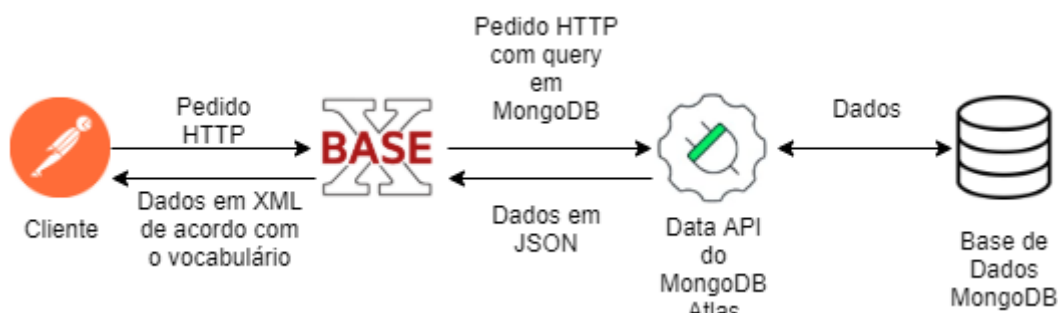 Cliente
Pedido
HTTP
Dados em XML
de acordo com
o vocabulário
X
BASE
Pedido HTTP
com query
em
MongoDB
Dados em
JSON
Data API
do
MongoDB
Atlas
Dados
Base de
Dados
MongoDB